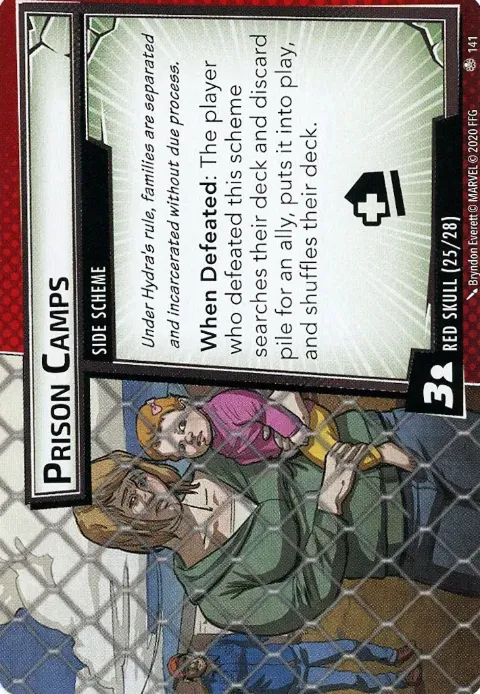 PRISON CAMPS
SIDE SCHEME
Under Hydra's rule, families are separated
and incarcerated without due process.
When Defeated: The player
who defeated this scheme
searches their deck and discard
pile for an ally, puts it into play,
and shuffles their deck.
3
RED SKULL (25/28)
Bryndon Everett © MARVEL © 2020 FFG
141